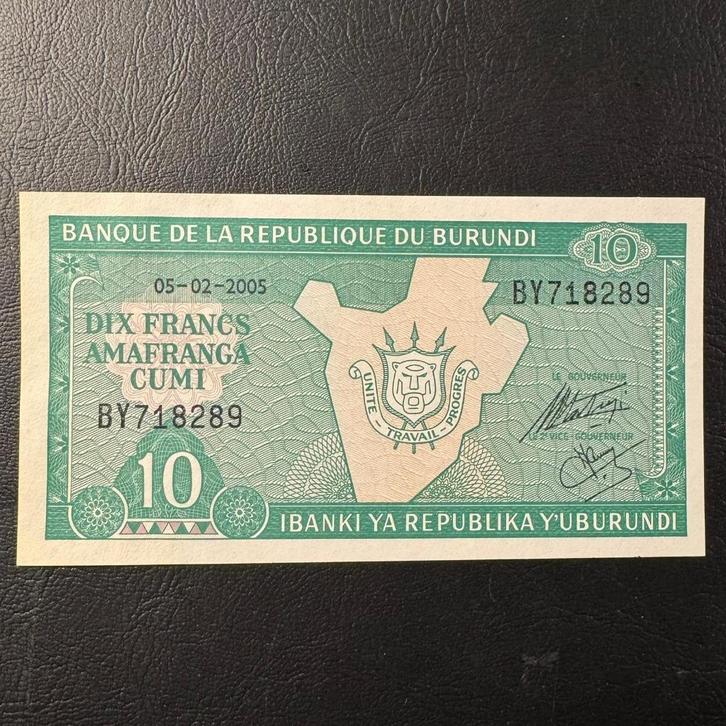 BANQUE DE LA REPUBLIQUE DU BURUNDI
10
05-02-2005
BY718289
DIX FRANCS
AMAFRANGA
CUMI
BY718289
UNITE - TRAVAIL - PROGRES
LE GOUVERNEUR
LE 2e VICE-GOUVERNEUR
10
IBANKI YA REPUBLIKA Y'UBURUNDI